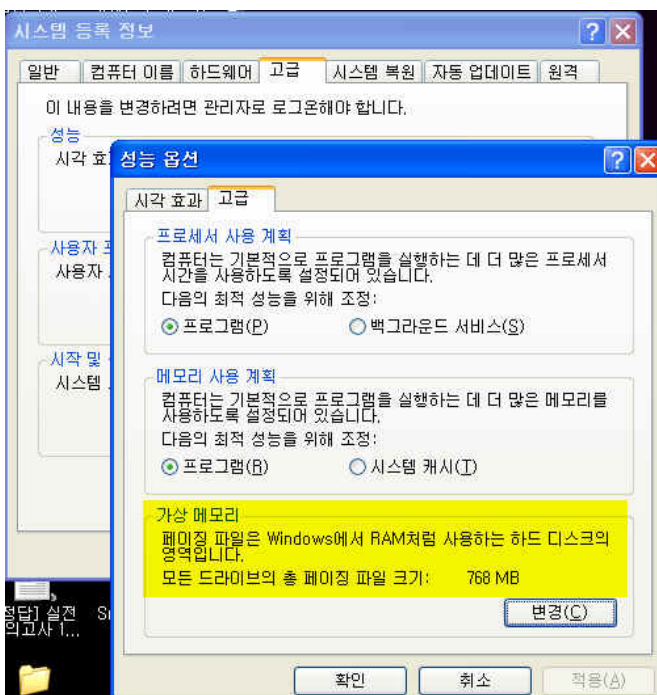 시스템 등록 정보
일반 컴퓨터 이름 하드웨어 고급 시스템 복원 자동 업데이트 원격
이 내용을 변경하려면 관리자로 로그온해야 합니다.
성능
시각 효
사용자
사용자
시작 및
시스템
성능 옵션
시각 효과 고급
프로세서 사용 계획
컴퓨터는 기본적으로 프로그램을 실행하는 데 더 많은 프로세서
시간을 사용하도록 설정되어 있습니다.
다음의 최적 성능을 위해 조정:
프로그램(P) 백그라운드 서비스(S)
메모리 사용 계획
컴퓨터는 기본적으로 프로그램을 실행하는 데 더 많은 메모리를
사용하도록 설정되어 있습니다.
다음의 최적 성능을 위해 조정:
프로그램(R) 시스템 캐시(T)
가상 메모리
페이징 파일은 Windows에서 RAM처럼 사용하는 하드 디스크의
영역입니다.
모든 드라이브의 총 페이징 파일 크기: 768 MB
변경(C)
확인 취소 적용(A)
정답] 실전
의고사 1...